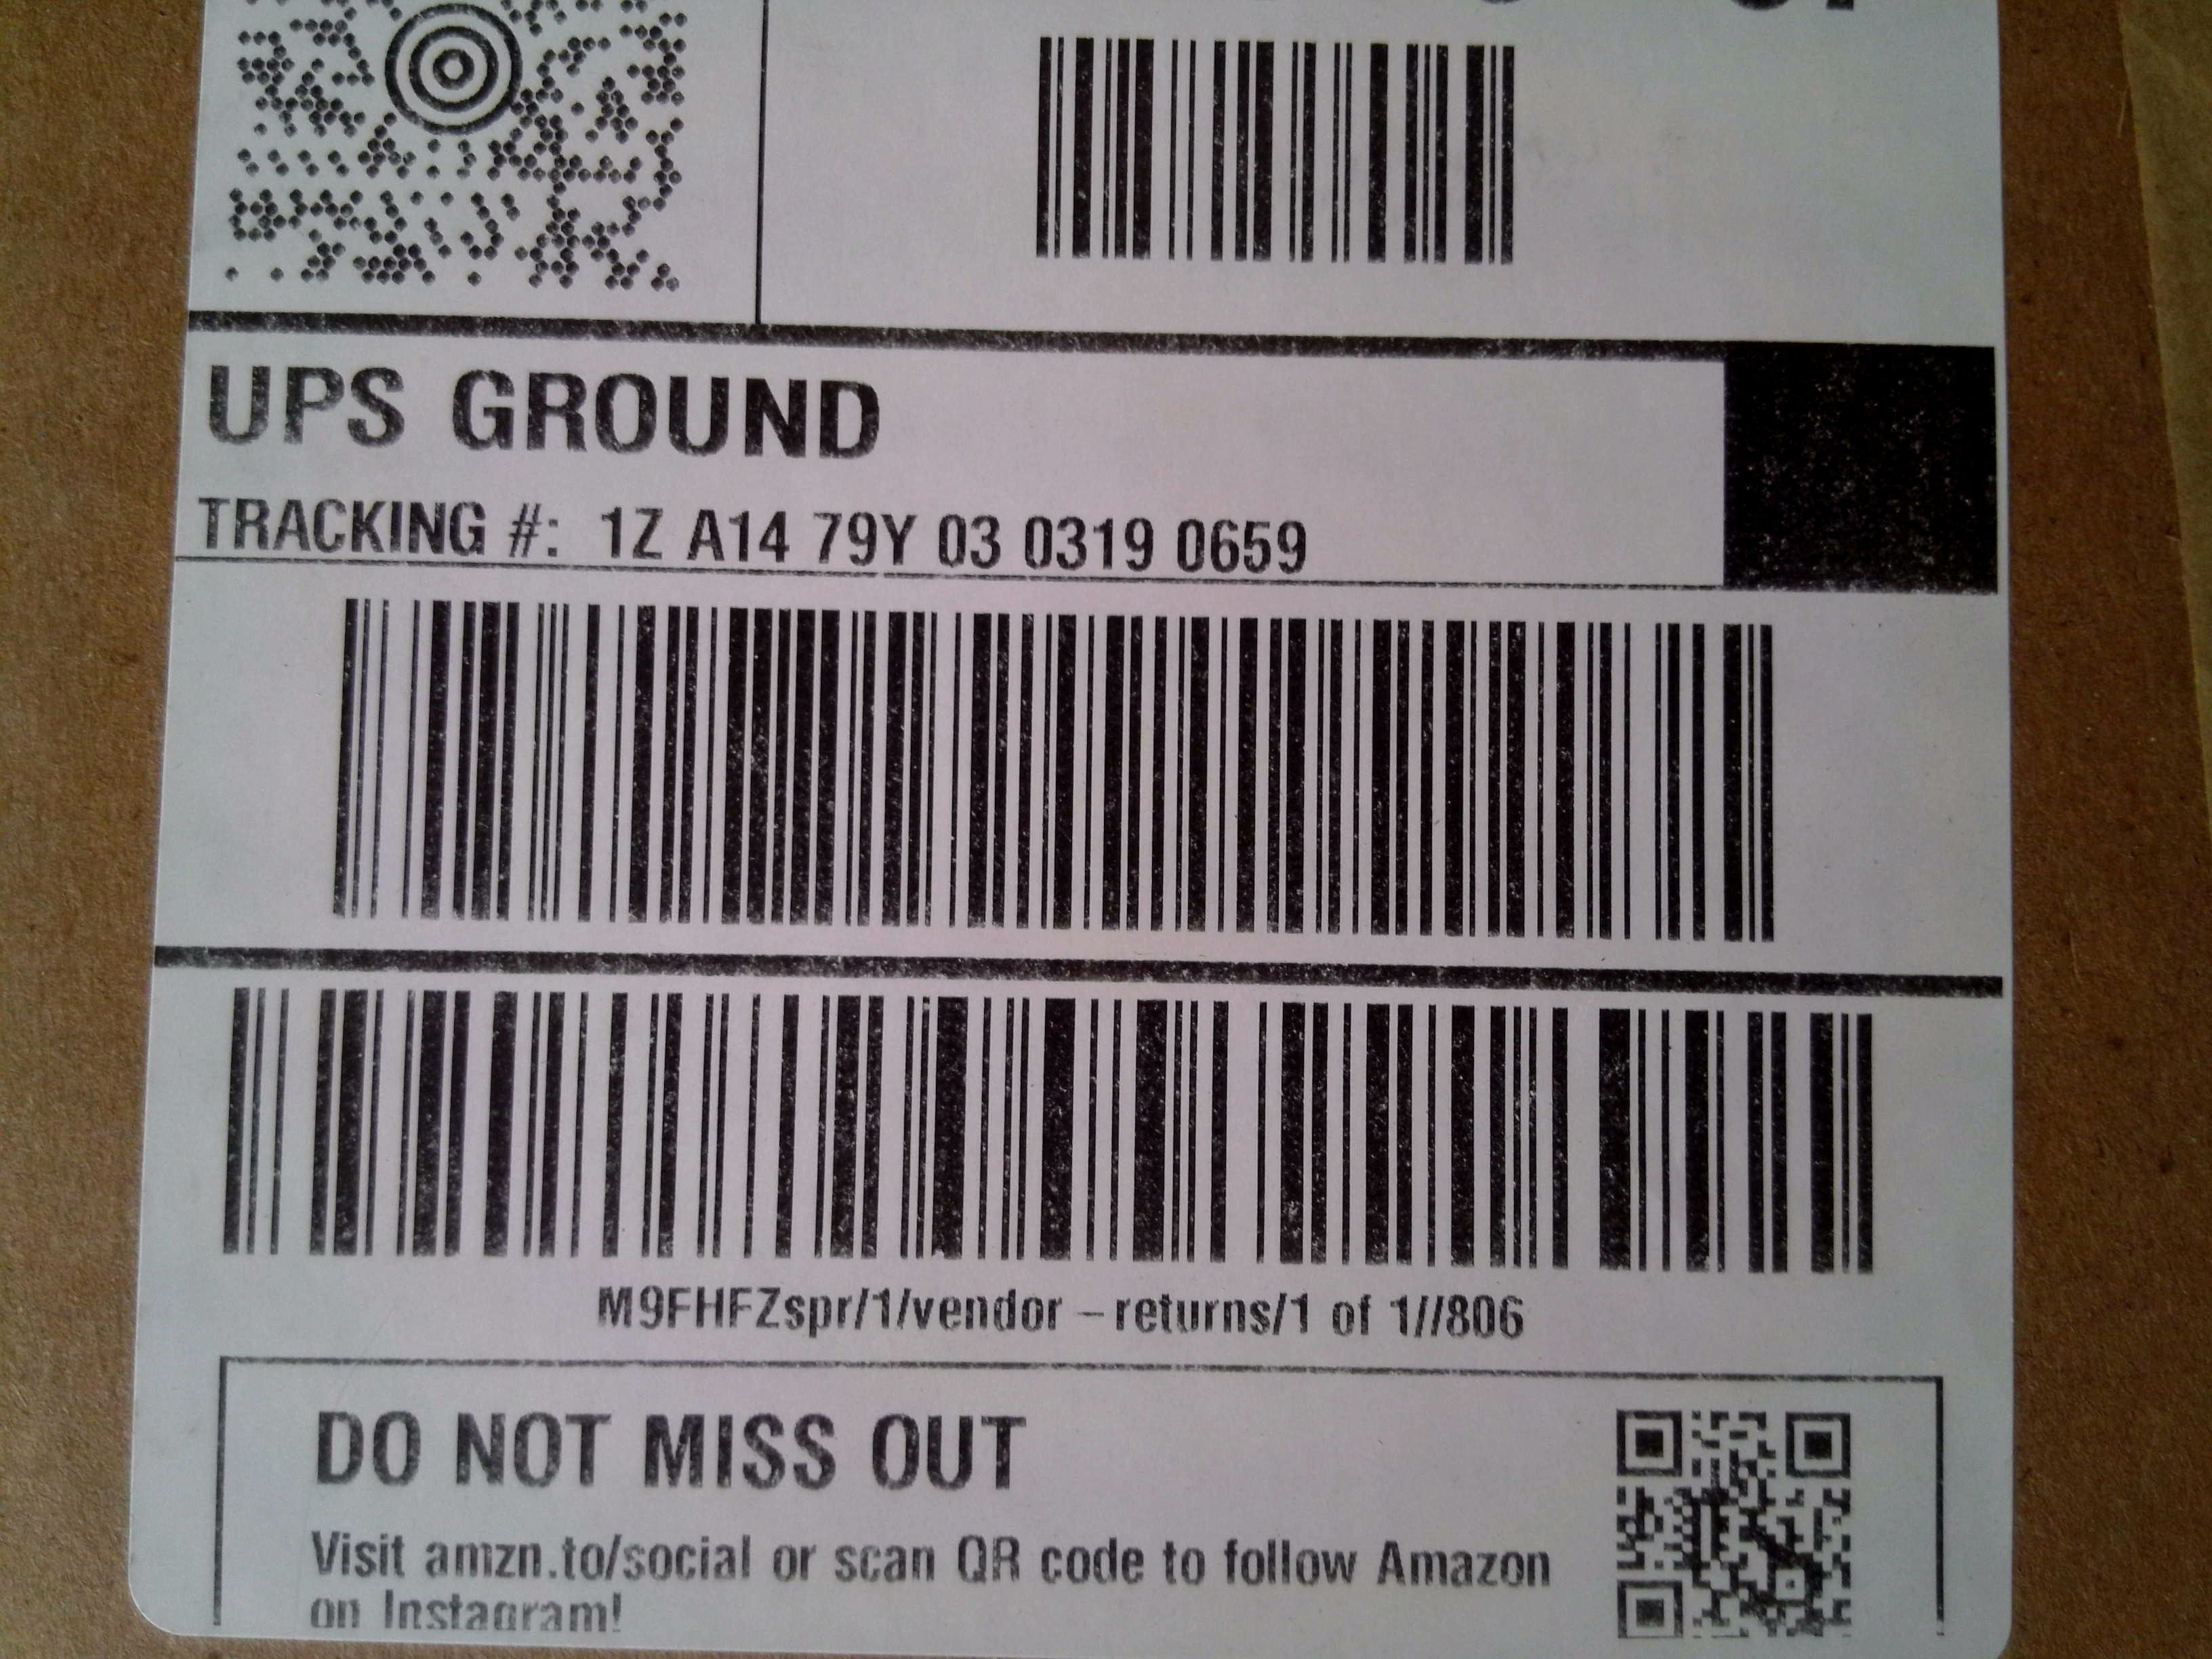 UPS GROUND
TRACKING #: 1Z A14 79Y 03 0319 0659
M9FHFZspr/1/vendor -returns/1 of 1//806
DO NOT MISS OUT
Visit amzn.to/social or scan QR code to follow Amazon
on Instagram!